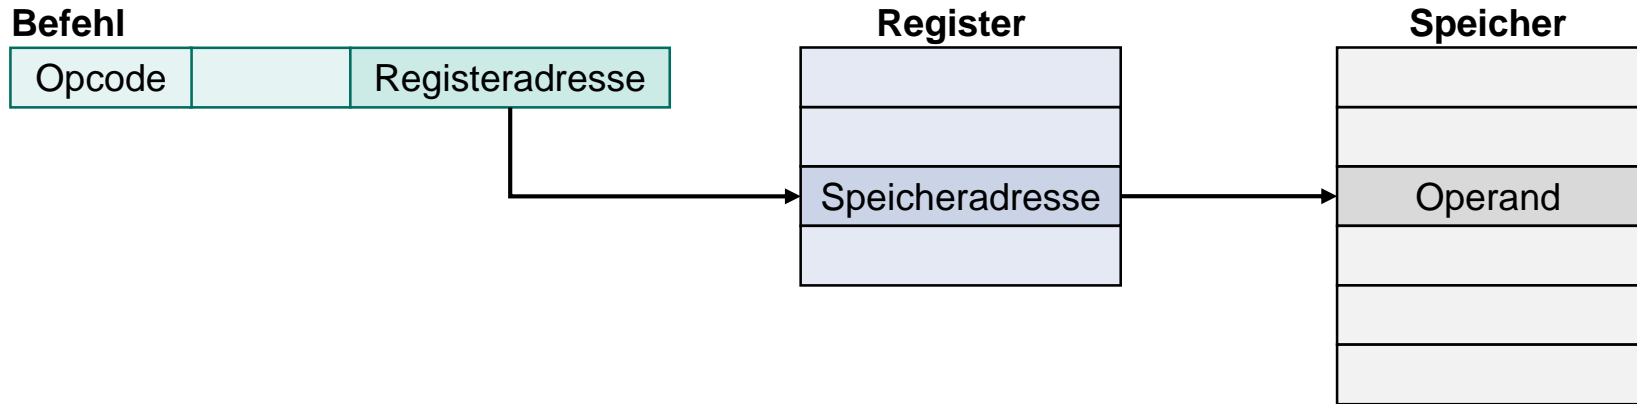 Befehl
Register
Speicher
Opcode
Registeradresse
Speicheradresse
Operand